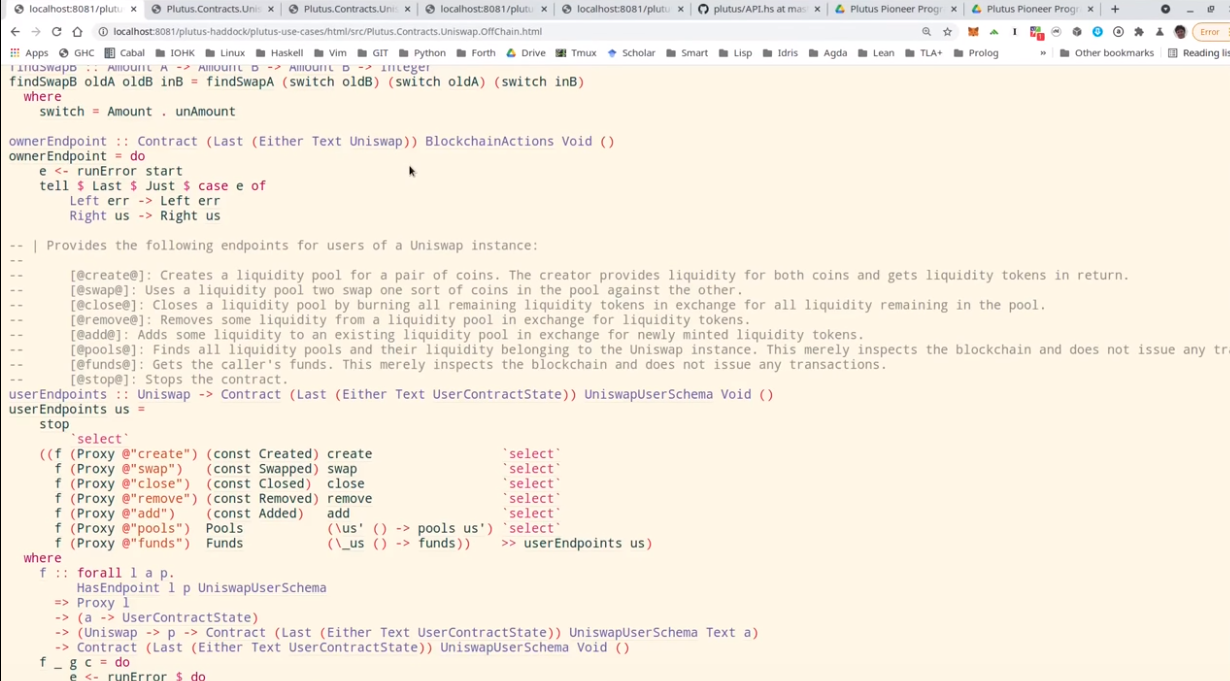 localhost:8081/plutus-
Plutus.Contracts.Uni
Plutus.Contracts.Uni
localhost:8081/plutu
localhost:8081/plutu
plutus/API.hs at mas
Plutus Pioneer Prog
Plutus Pioneer Prog
localhost:8081/plutus-haddock/plutus-use-cases/html/src/Plutus.Contracts.Uniswap.OffChain.html
Error
Apps GHC Cabal IOHK Linux Haskell Vim GIT Python Forth Drive Tmux Scholar Smart Lisp Idris Agda Lean TLA+ Prolog » Other bookmarks Reading lis
findSwapB :: Amount A -> Amount B -> Amount B -> Integer
findSwapB oldA oldB inB = findSwapA (switch oldB) (switch oldA) (switch inB)
where
switch = Amount . unAmount
ownerEndpoint :: Contract (Last (Either Text Uniswap)) BlockchainActions Void ()
ownerEndpoint = do
e <- runError start
tell $ Last $ Just $ case e of
Left err -> Left err
Right us -> Right us
-- | Provides the following endpoints for users of a Uniswap instance:
--
-- [@create@]: Creates a liquidity pool for a pair of coins. The creator provides liquidity for both coins and gets liquidity tokens in return.
-- [@swap@]: Uses a liquidity pool two swap one sort of coins in the pool against the other.
-- [@close@]: Closes a liquidity pool by burning all remaining liquidity tokens in exchange for all liquidity remaining in the pool.
-- [@remove@]: Removes some liquidity from a liquidity pool in exchange for liquidity tokens.
-- [@add@]: Adds some liquidity to an existing liquidity pool in exchange for newly minted liquidity tokens.
-- [@pools@]: Finds all liquidity pools and their liquidity belonging to the Uniswap instance. This merely inspects the blockchain and does not issue any tra
-- [@funds@]: Gets the caller's funds. This merely inspects the blockchain and does not issue any transactions.
-- [@stop@]: Stops the contract.
userEndpoints :: Uniswap -> Contract (Last (Either Text UserContractState)) UniswapUserSchema Void ()
userEndpoints us =
stop
`select`
((f (Proxy @"create") (const Created) create `select`
f (Proxy @"swap") (const Swapped) swap `select`
f (Proxy @"close") (const Closed) close `select`
f (Proxy @"remove") (const Removed) remove `select`
f (Proxy @"add") (const Added) add `select`
f (Proxy @"pools") Pools (\us' () -> pools us') `select`
f (Proxy @"funds") Funds (\_us () -> funds)) >> userEndpoints us)
where
f :: forall l a p.
HasEndpoint l p UniswapUserSchema
=> Proxy l
-> (a -> UserContractState)
-> (Uniswap -> p -> Contract (Last (Either Text UserContractState)) UniswapUserSchema Text a)
-> Contract (Last (Either Text UserContractState)) UniswapUserSchema Void ()
f _ g c = do
e <- runError $ do